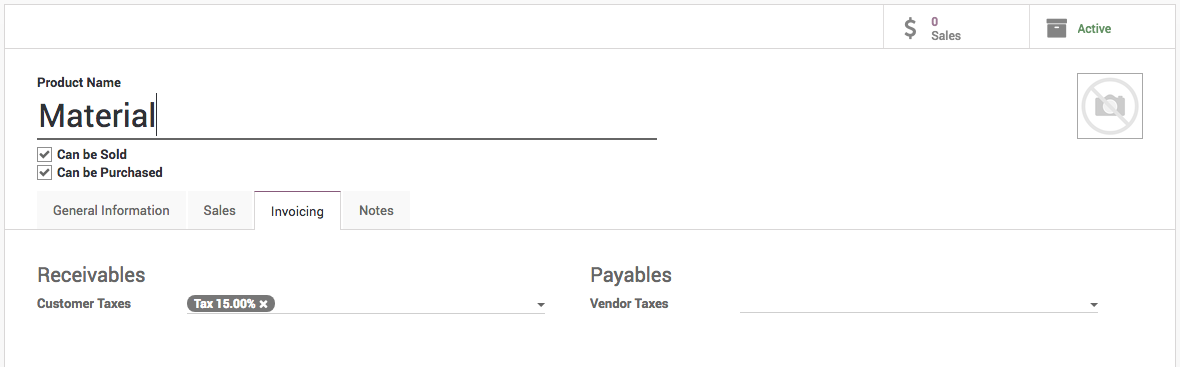 0
Sales
Active
Product Name
Material
Can be Sold
Can be Purchased
General Information Sales Invoicing Notes
Receivables Payables
Customer Taxes Tax 15.00% × Vendor Taxes